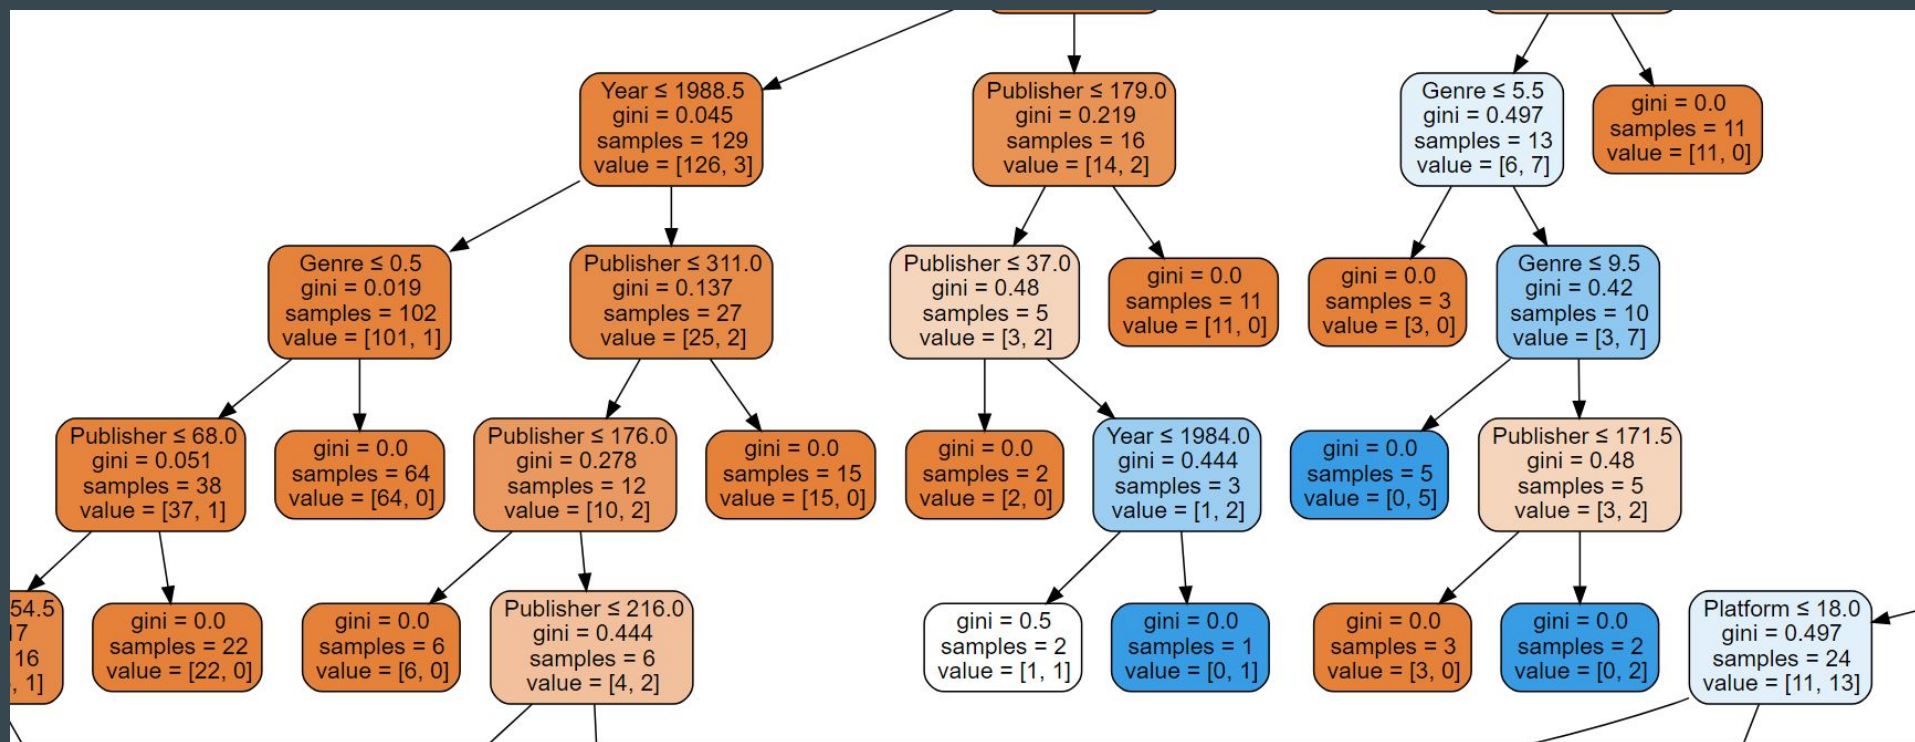 Year ≤ 1988.5
gini = 0.045
samples = 129
value = [126, 3]
Publisher ≤ 179.0
gini = 0.219
samples = 16
value = [14, 2]
Genre ≤ 5.5
gini = 0.497
samples = 13
value = [6, 7]
gini = 0.0
samples = 11
value = [11, 0]
Genre ≤ 0.5
gini = 0.019
samples = 102
value = [101, 1]
Publisher ≤ 311.0
gini = 0.137
samples = 27
value = [25, 2]
Publisher ≤ 37.0
gini = 0.48
samples = 5
value = [3, 2]
gini = 0.0
samples = 11
value = [11, 0]
gini = 0.0
samples = 3
value = [3, 0]
Genre ≤ 9.5
gini = 0.42
samples = 10
value = [3, 7]
Publisher ≤ 68.0
gini = 0.051
samples = 38
value = [37, 1]
gini = 0.0
samples = 64
value = [64, 0]
Publisher ≤ 176.0
gini = 0.278
samples = 12
value = [10, 2]
gini = 0.0
samples = 15
value = [15, 0]
gini = 0.0
samples = 2
value = [2, 0]
Year ≤ 1984.0
gini = 0.444
samples = 3
value = [1, 2]
gini = 0.0
samples = 5
value = [0, 5]
Publisher ≤ 171.5
gini = 0.48
samples = 5
value = [3, 2]
54.5
17
16
, 1]
gini = 0.0
samples = 22
value = [22, 0]
gini = 0.0
samples = 6
value = [6, 0]
Publisher ≤ 216.0
gini = 0.444
samples = 6
value = [4, 2]
gini = 0.5
samples = 2
value = [1, 1]
gini = 0.0
samples = 1
value = [0, 1]
gini = 0.0
samples = 3
value = [3, 0]
gini = 0.0
samples = 2
value = [0, 2]
Platform ≤ 18.0
gini = 0.497
samples = 24
value = [11, 13]